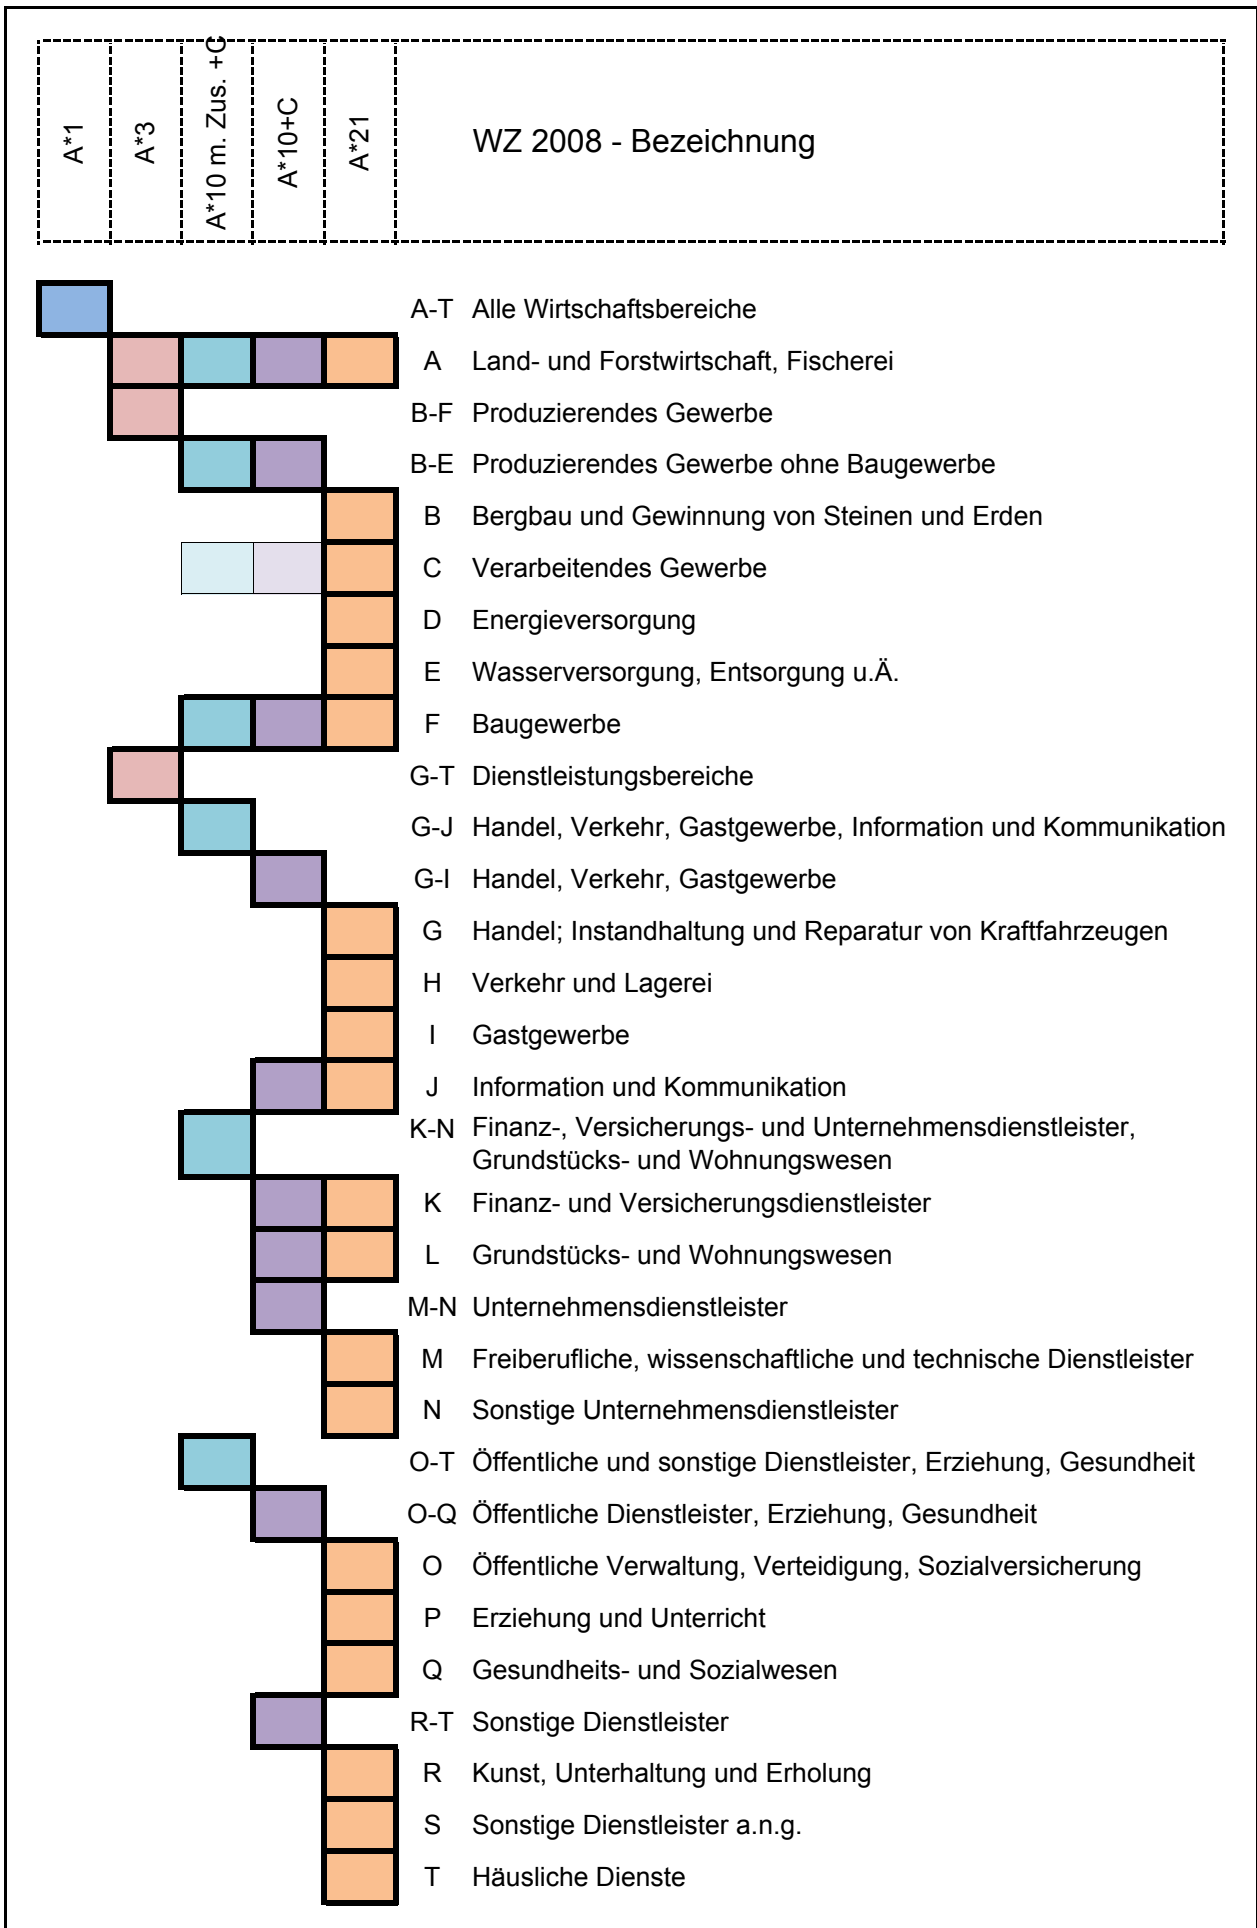 A*1
A*3
A*10 m. Zus. +C
A*10+C
A*21
WZ 2008 - Bezeichnung
A-T Alle Wirtschaftsbereiche
A Land- und Forstwirtschaft, Fischerei
B-F Produzierendes Gewerbe
B-E Produzierendes Gewerbe ohne Baugewerbe
B Bergbau und Gewinnung von Steinen und Erden
C Verarbeitendes Gewerbe
D Energieversorgung
E Wasserversorgung, Entsorgung u.Ä.
F Baugewerbe
G-T Dienstleistungsbereiche
G-J Handel, Verkehr, Gastgewerbe, Information und Kommunikation
G-I Handel, Verkehr, Gastgewerbe
G Handel; Instandhaltung und Reparatur von Kraftfahrzeugen
H Verkehr und Lagerei
I Gastgewerbe
J Information und Kommunikation
K-N Finanz-, Versicherungs- und Unternehmensdienstleister,
Grundstücks- und Wohnungswesen
K Finanz- und Versicherungsdienstleister
L Grundstücks- und Wohnungswesen
M-N Unternehmensdienstleister
M Freiberufliche, wissenschaftliche und technische Dienstleister
N Sonstige Unternehmensdienstleister
O-T Öffentliche und sonstige Dienstleister, Erziehung, Gesundheit
O-Q Öffentliche Dienstleister, Erziehung, Gesundheit
O Öffentliche Verwaltung, Verteidigung, Sozialversicherung
P Erziehung und Unterricht
Q Gesundheits- und Sozialwesen
R-T Sonstige Dienstleister
R Kunst, Unterhaltung und Erholung
S Sonstige Dienstleister a.n.g.
T Häusliche Dienste